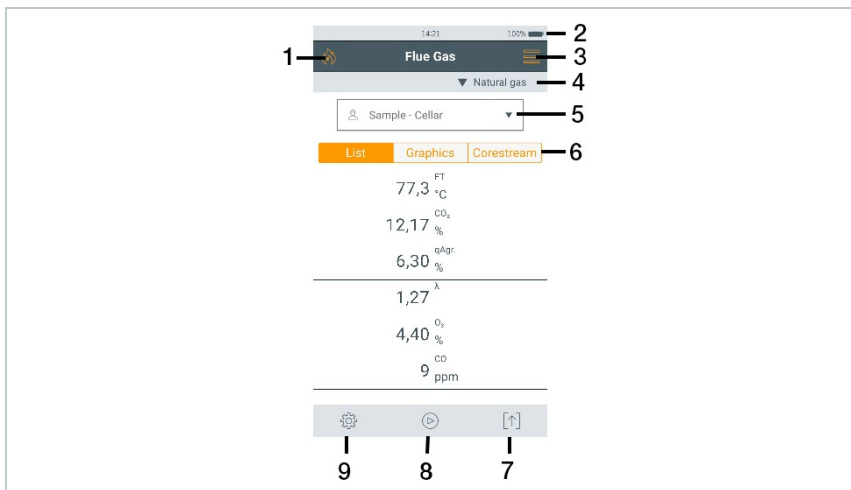 14:21 100% 2
1 Flue Gas 3
Natural gas 4
Sample - Cellar 5
List Graphics Corestream 6
FT
77,3 °C
CO₂
12,17 %
qAgr.
6,30 %
λ
1,27
O₂
4,40 %
CO
9 ppm
9 8 7